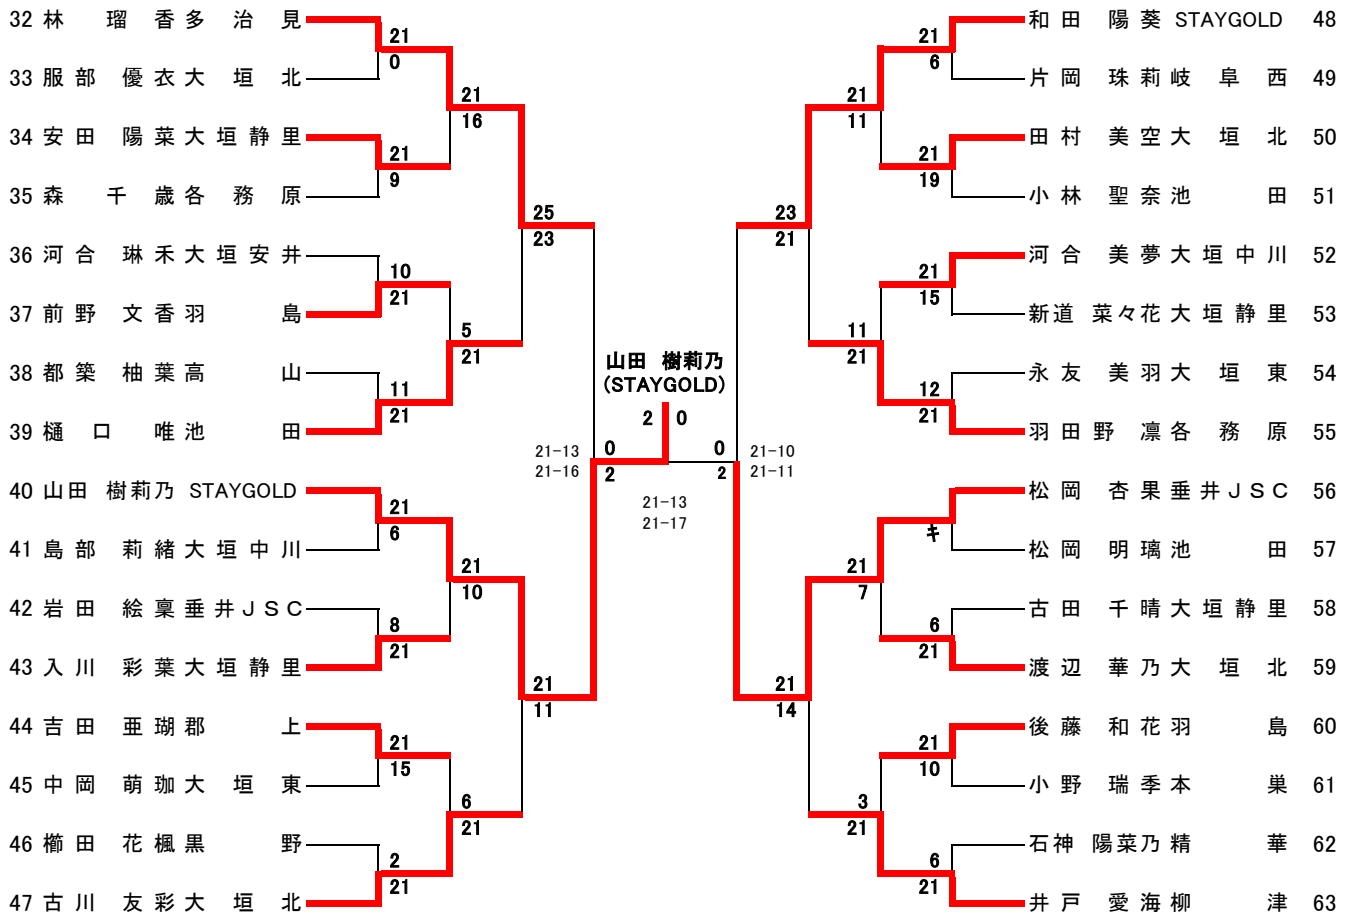 32 林 瑠 香 多 治 見
21
0
33 服 部 優 衣 大 垣 北
21
16
34 安 田 陽 菜 大 垣 静 里
21
9
35 森 千 歳 各 務 原
25
23
36 河 合 琳 禾 大 垣 安 井
10
21
37 前 野 文 香 羽 島
5
21
38 都 築 柚 葉 高 山
11
21
39 樋 口 唯 池 田
21-13
21-16
0
2
40 山田 樹莉乃 STAYGOLD
21
6
41 島 部 莉 緒 大 垣 中 川
21
10
42 岩 田 絵 稟 垂 井 J S C
8
21
43 入 川 彩 葉 大 垣 静 里
21
11
44 吉 田 亜 瑚 郡 上
21
15
45 中 岡 萌 珈 大 垣 東
6
21
46 櫛 田 花 楓 黒 野
2
21
47 古 川 友 彩 大 垣 北
山田 樹莉乃
(STAYGOLD)
2 0
21-13
21-17
和 田 陽 葵 STAYGOLD 48
21
6
片 岡 珠 莉 岐 阜 西 49
21
11
田 村 美 空 大 垣 北 50
21
19
小 林 聖 奈 池 田 51
23
21
河 合 美 夢 大 垣 中 川 52
21
15
新道 菜々花 大 垣 静 里 53
11
21
永 友 美 羽 大 垣 東 54
12
21
羽 田 野 凛 各 務 原 55
0
2
21-10
21-11
松 岡 杏 果 垂 井 J S C 56
キ
松 岡 明 璃 池 田 57
21
7
古 田 千 晴 大 垣 静 里 58
6
21
渡 辺 華 乃 大 垣 北 59
21
14
後 藤 和 花 羽 島 60
21
10
小 野 瑞 季 本 巣 61
3
21
石神 陽菜乃 精 華 62
6
21
井 戸 愛 海 柳 津 63